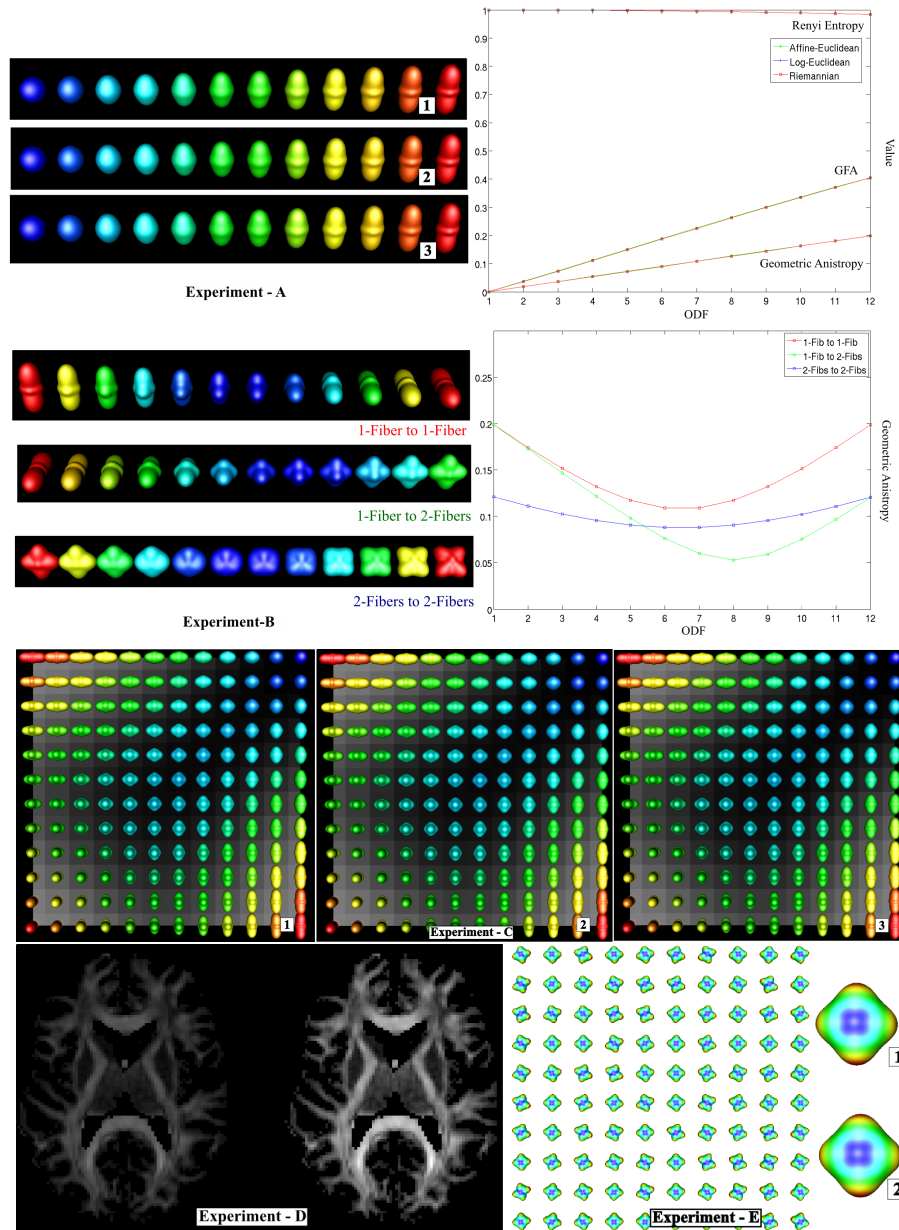 1
0.9
0.8
0.7
0.6
0.5
0.4
0.3
0.2
0.1
0
1 2 3 4 5 6 7 8 9 10 11 12
ODF
Value
Renyi Entropy
Affine-Euclidean
Log-Euclidean
Riemannian
GFA
Geometric Anistropy
1
2
3
Experiment - A
1-Fiber to 1-Fiber
1-Fiber to 2-Fibers
2-Fibers to 2-Fibers
Experiment-B
1-Fib to 1-Fib
1-Fib to 2-Fibs
2-Fibs to 2-Fibs
0.25
0.2
0.15
0.1
0.05
0
1 2 3 4 5 6 7 8 9 10 11 12
ODF
Geometric Anistropy
1
2
3
Experiment - C
Experiment - D
Experiment - E
1
2